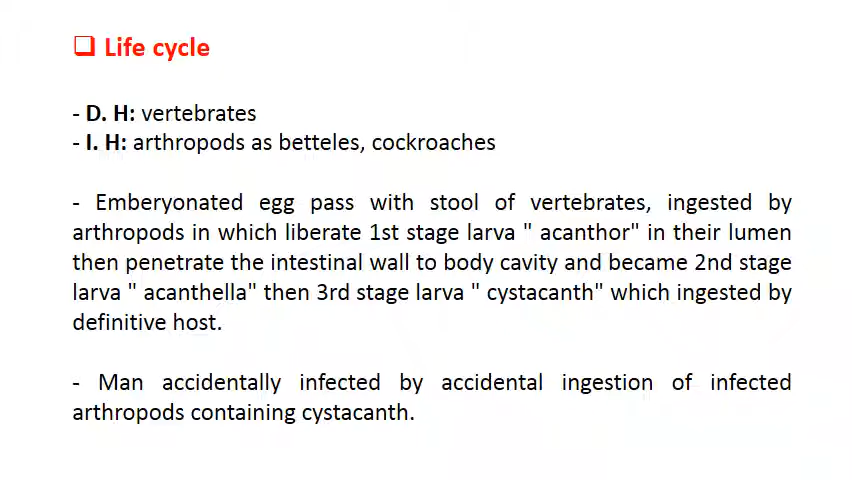 ❑ Life cycle
- D. H: vertebrates
- I. H: arthropods as betteles, cockroaches
- Emberyonated egg pass with stool of vertebrates, ingested by
arthropods in which liberate 1st stage larva " acanthor" in their lumen
then penetrate the intestinal wall to body cavity and became 2nd stage
larva " acanthella" then 3rd stage larva " cystacanth" which ingested by
definitive host.
- Man accidentally infected by accidental ingestion of infected
arthropods containing cystacanth.